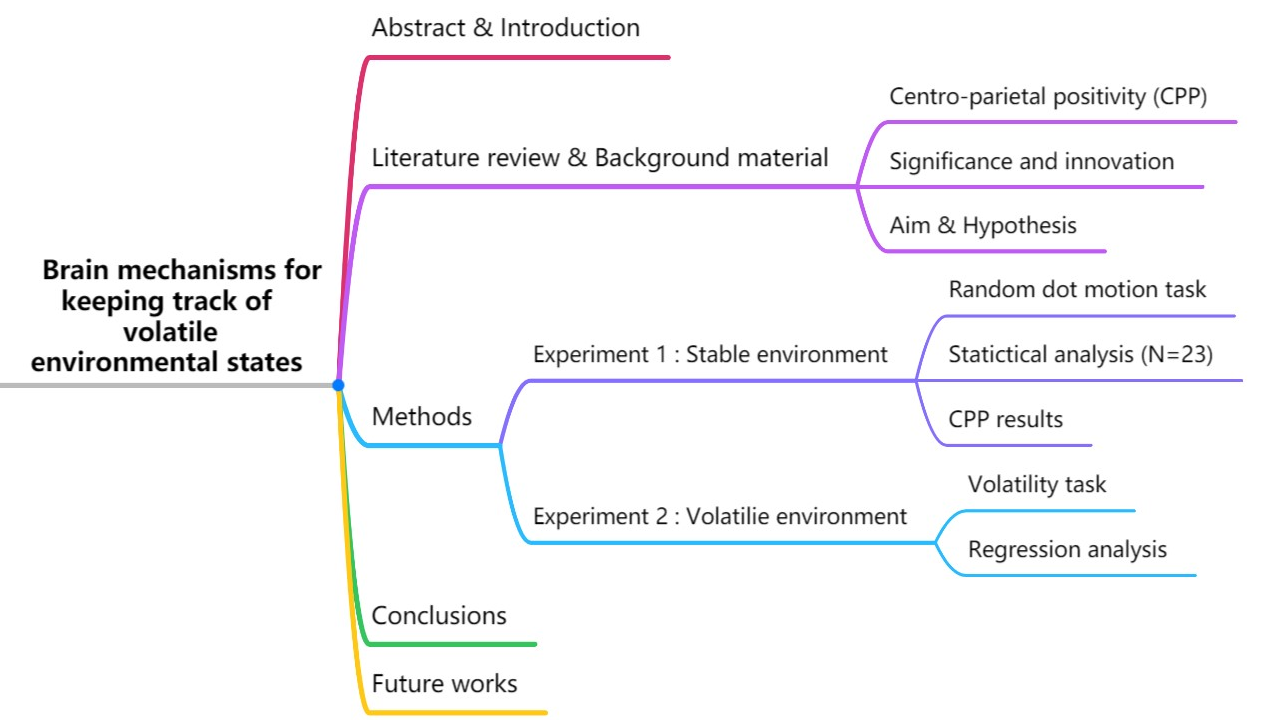 Abstract & Introduction
Centro-parietal positivity (CPP)
Literature review & Background material
Significance and innovation
Aim & Hypothesis
Brain mechanisms for
keeping track of
volatile
environmental states
Random dot motion task
Experiment 1 : Stable environment
Statictical analysis (N=23)
CPP results
Methods
Volatility task
Experiment 2 : Volatilie environment
Regression analysis
Conclusions
Future works